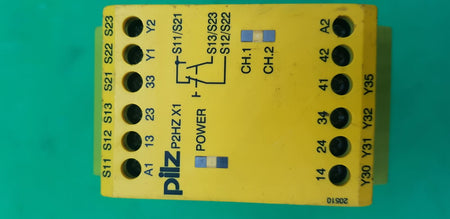 S11 S12 S13 S21 S22 S23
A1 13 23 33 Y1 Y2
pilz
P2HZ X1
S11/S21
POWER
S13/S23
S12/S22
CH.1
CH.2
14 24 34 41 42 A2
20510
Y30 Y31 Y32 Y35